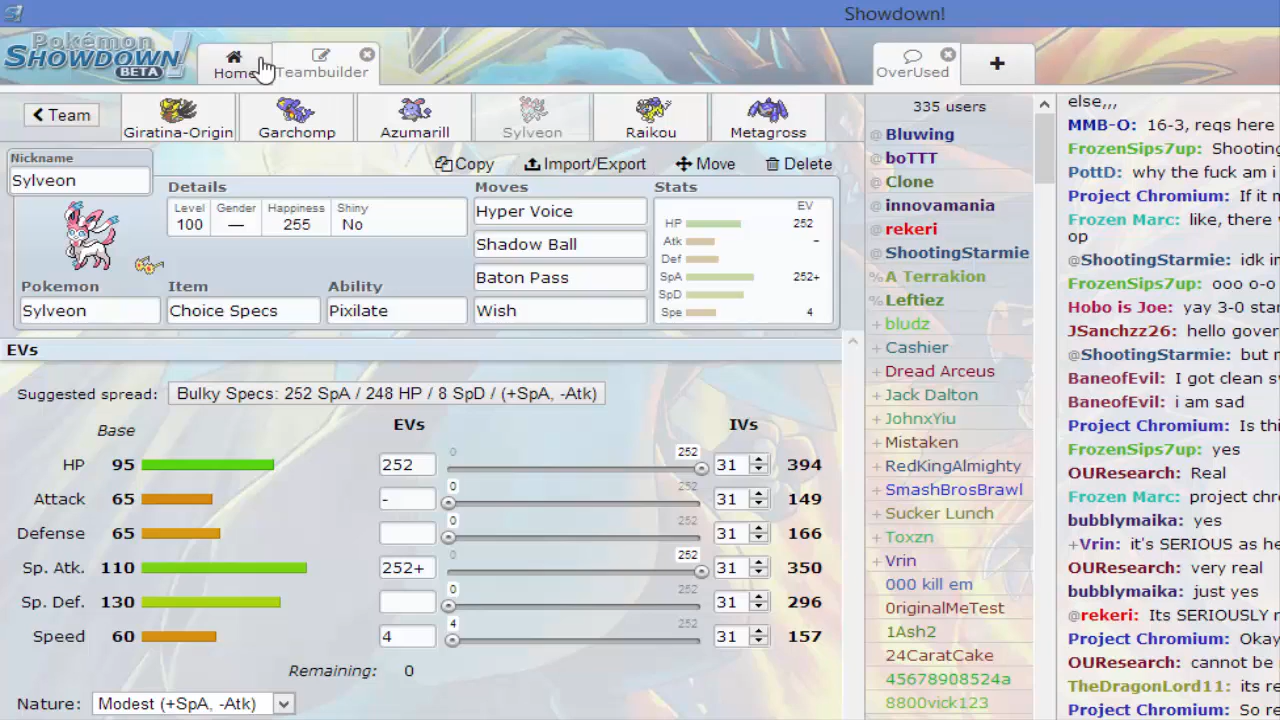 Showdown!
Pokémon
SHOWDOWN!
BETA
Home
Teambuilder
OverUsed
+
Team
Giratina-Origin
Garchomp
Azumarill
Sylveon
Raikou
Metagross
Nickname
Sylveon
Copy
Import/Export
Move
Delete
Details
Level
100
Gender
—
Happiness
255
Shiny
No
Moves
Hyper Voice
Shadow Ball
Baton Pass
Wish
Stats
EV
HP 252
Atk -
Def
SpA 252+
SpD
Spe 4
Pokemon
Sylveon
Item
Choice Specs
Ability
Pixilate
EVs
Suggested spread: Bulky Specs: 252 SpA / 248 HP / 8 SpD / (+SpA, -Atk)
Base EVs IVs
HP 95 252 0 252 31 394
Attack 65 - 0 252 31 149
Defense 65 0 252 31 166
Sp. Atk. 110 252+ 0 252 31 350
Sp. Def. 130 0 252 31 296
Speed 60 4 4 252 31 157
Remaining: 0
Nature: Modest (+SpA, -Atk)
335 users
@ Bluwing
@ boTTT
@ Clone
@ innovamania
@ rekeri
@ ShootingStarmie
% A Terrakion
% Leftiez
+ bludz
+ Cashier
+ Dread Arceus
+ Jack Dalton
+ JohnxYiu
+ Mistaken
+ RedKingAlmighty
+ SmashBrosBrawl
+ Sucker Lunch
+ Toxzn
+ Vrin
000 kill em
0riginalMeTest
1Ash2
24CaratCake
45678908524a
8800vick123
else,,,
MMB-O: 16-3, reqs here
FrozenSips7up: Shooting
PottD: why the fuck am i
Project Chromium: If it m
Frozen Marc: like, there
op
@ShootingStarmie: idk in
FrozenSips7up: ooo o-o
Hobo is Joe: yay 3-0 star
JSanchzz26: hello gover
@ShootingStarmie: but n
BaneofEvil: I got clean s
BaneofEvil: i am sad
Project Chromium: Is thi
FrozenSips7up: yes
OUResearch: Real
Frozen Marc: project chr
bubblymaika: yes
+Vrin: it's SERIOUS as he
OUResearch: very real
bubblymaika: just yes
@rekeri: Its SERIOUSLY r
Project Chromium: Okay
OUResearch: cannot be
TheDragonLord11: its re
Project Chromium: So re